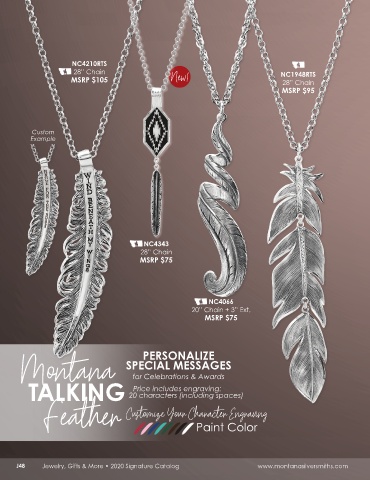 NC4210RTS
28" Chain
MSRP $105
New!
NC1948RTS
28" Chain
MSRP $95
Custom
Example
WIND BENEATH MY WINGS
NC4343
28" Chain
MSRP $75
NC4066
20" Chain + 3" Ext.
MSRP $75
Montana
TALKING
Feather
PERSONALIZE
SPECIAL MESSAGES
for Celebrations & Awards
Price includes engraving:
20 characters (including spaces)
Customize Your Character Engraving
Paint Color
J48 Jewelry, Gifts & More • 2020 Signature Catalog www.montanasilversmiths.com